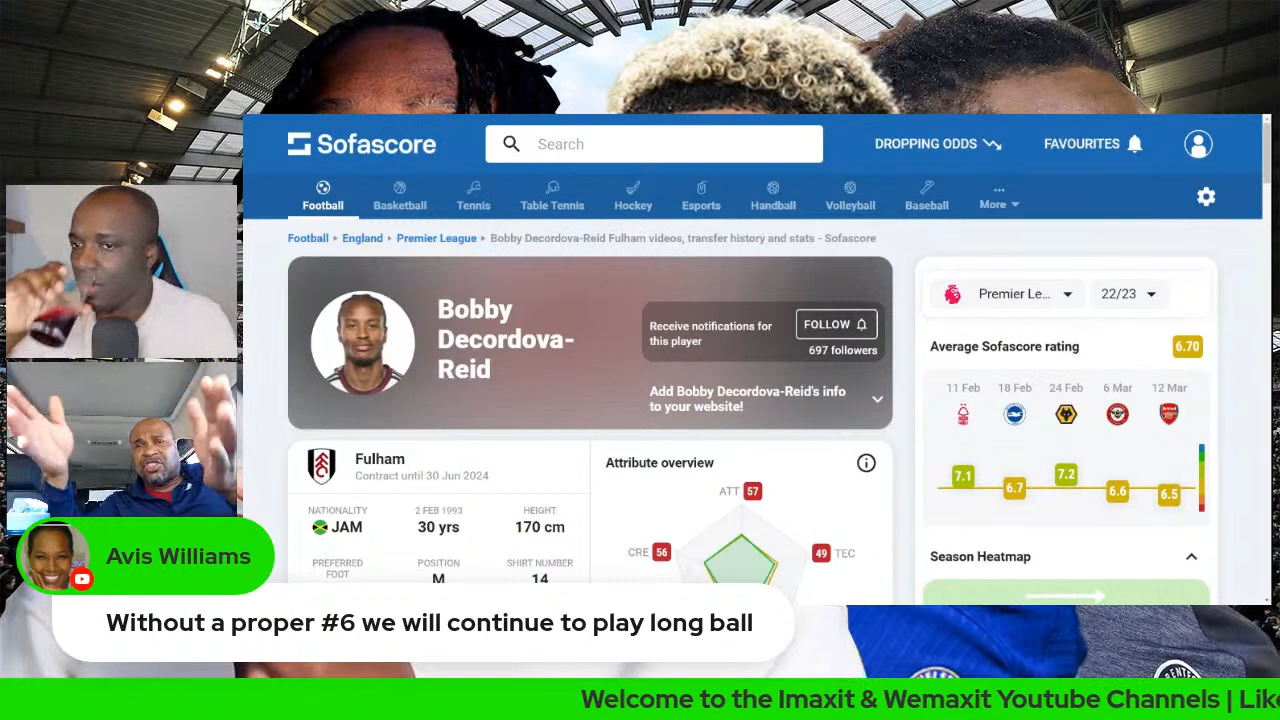 Sofascore
Search
DROPPING ODDS
FAVOURITES
Football
Basketball
Tennis
Table Tennis
Hockey
Esports
Handball
Volleyball
Baseball
More
Football ▸ England ▸ Premier League ▸ Bobby Decordova-Reid Fulham videos, transfer history and stats - Sofascore
Bobby
Decordova-
Reid
Receive notifications for
this player
FOLLOW
697 followers
Add Bobby Decordova-Reid's info
to your website!
Fulham
Contract until 30 Jun 2024
NATIONALITY
JAM
2 FEB 1993
30 yrs
HEIGHT
170 cm
PREFERRED
FOOT
POSITION
M
SHIRT NUMBER
14
Attribute overview
ATT 57
CRE 56
49 TEC
Premier Le...
22/23
Average Sofascore rating
6.70
11 Feb
18 Feb
24 Feb
6 Mar
12 Mar
7.1
6.7
7.2
6.6
6.5
Season Heatmap
Avis Williams
Without a proper #6 we will continue to play long ball
Welcome to the Imaxit & Wemaxit Youtube Channels | Lik